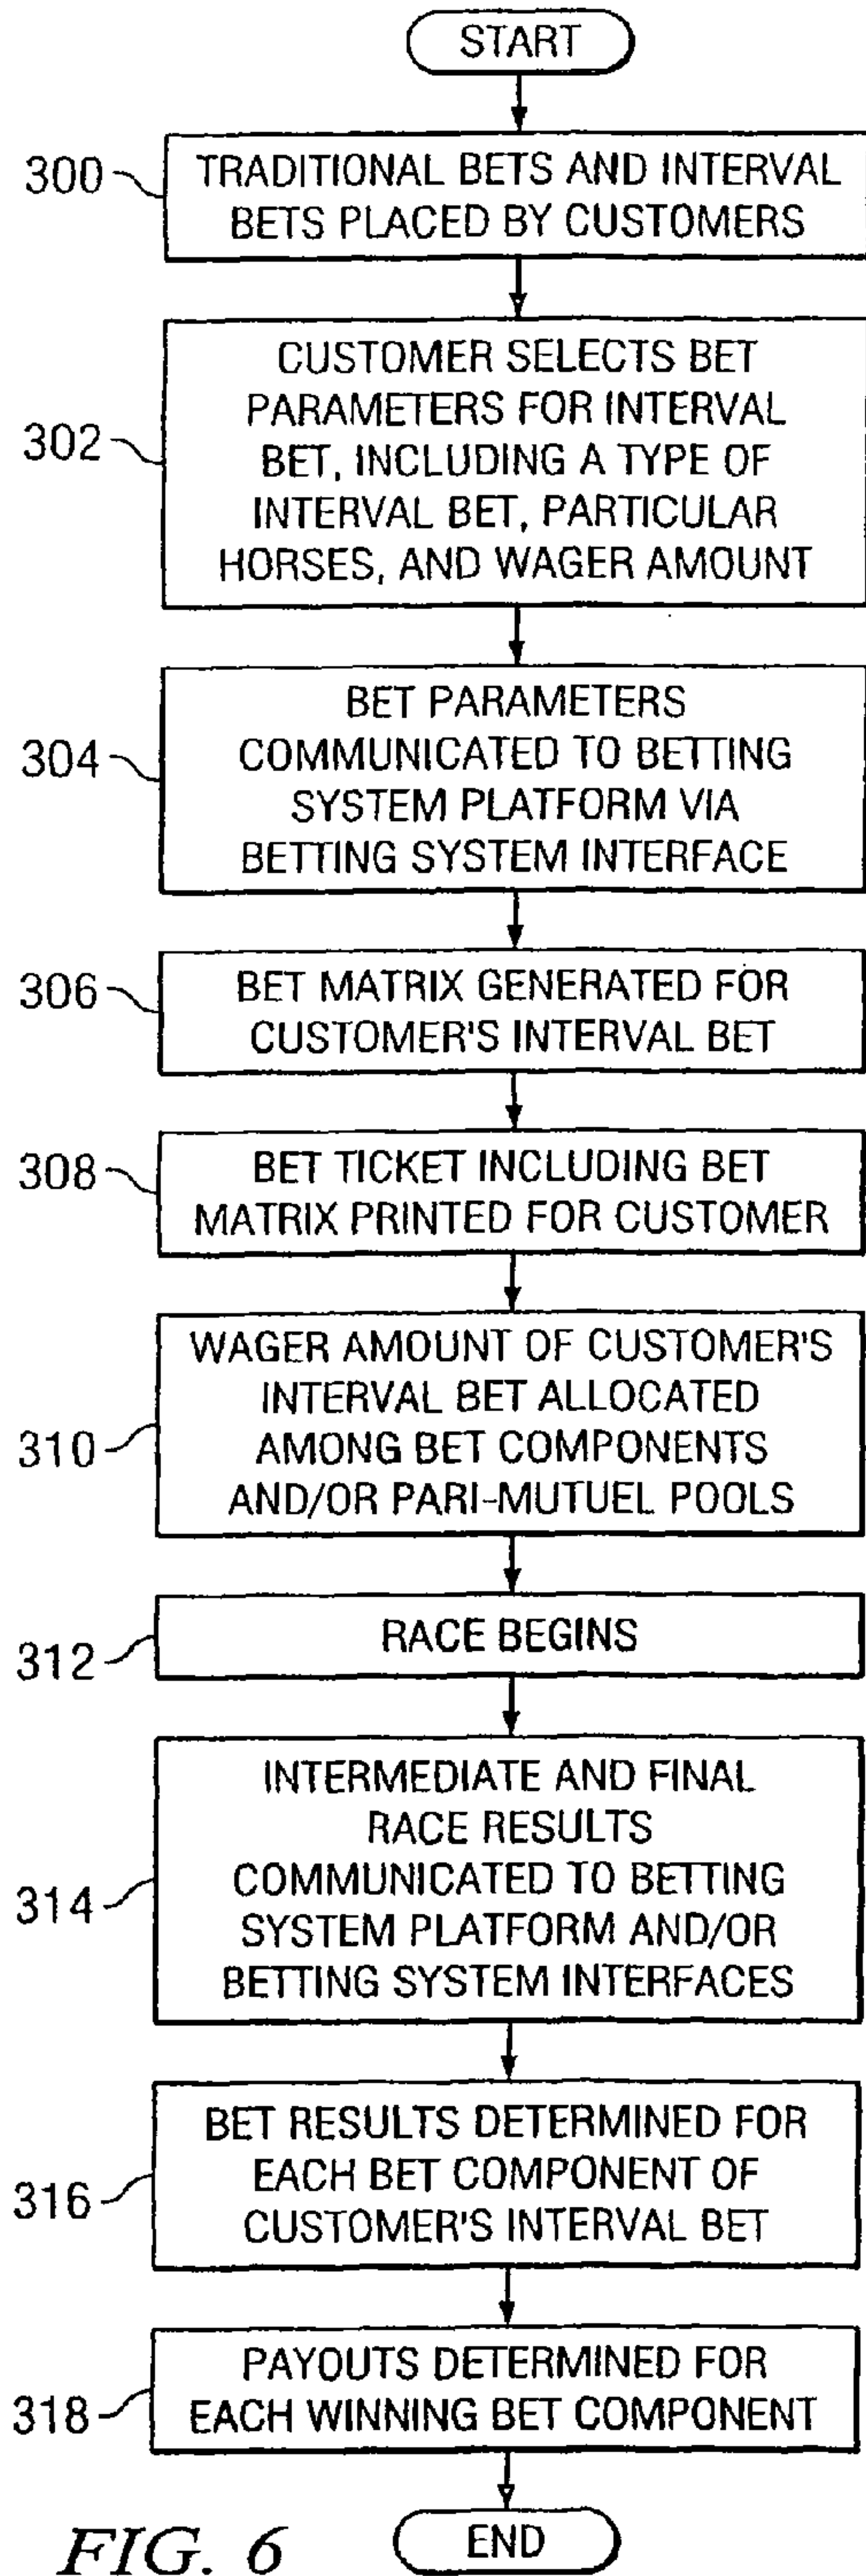 START
300
TRADITIONAL BETS AND INTERVAL
BETS PLACED BY CUSTOMERS
302
CUSTOMER SELECTS BET
PARAMETERS FOR INTERVAL
BET, INCLUDING A TYPE OF
INTERVAL BET, PARTICULAR
HORSES, AND WAGER AMOUNT
304
BET PARAMETERS
COMMUNICATED TO BETTING
SYSTEM PLATFORM VIA
BETTING SYSTEM INTERFACE
306
BET MATRIX GENERATED FOR
CUSTOMER'S INTERVAL BET
308
BET TICKET INCLUDING BET
MATRIX PRINTED FOR CUSTOMER
310
WAGER AMOUNT OF CUSTOMER'S
INTERVAL BET ALLOCATED
AMONG BET COMPONENTS
AND/OR PARI-MUTUEL POOLS
312
RACE BEGINS
314
INTERMEDIATE AND FINAL
RACE RESULTS
COMMUNICATED TO BETTING
SYSTEM PLATFORM AND/OR
BETTING SYSTEM INTERFACES
316
BET RESULTS DETERMINED FOR
EACH BET COMPONENT OF
CUSTOMER'S INTERVAL BET
318
PAYOUTS DETERMINED FOR
EACH WINNING BET COMPONENT
END
FIG. 6